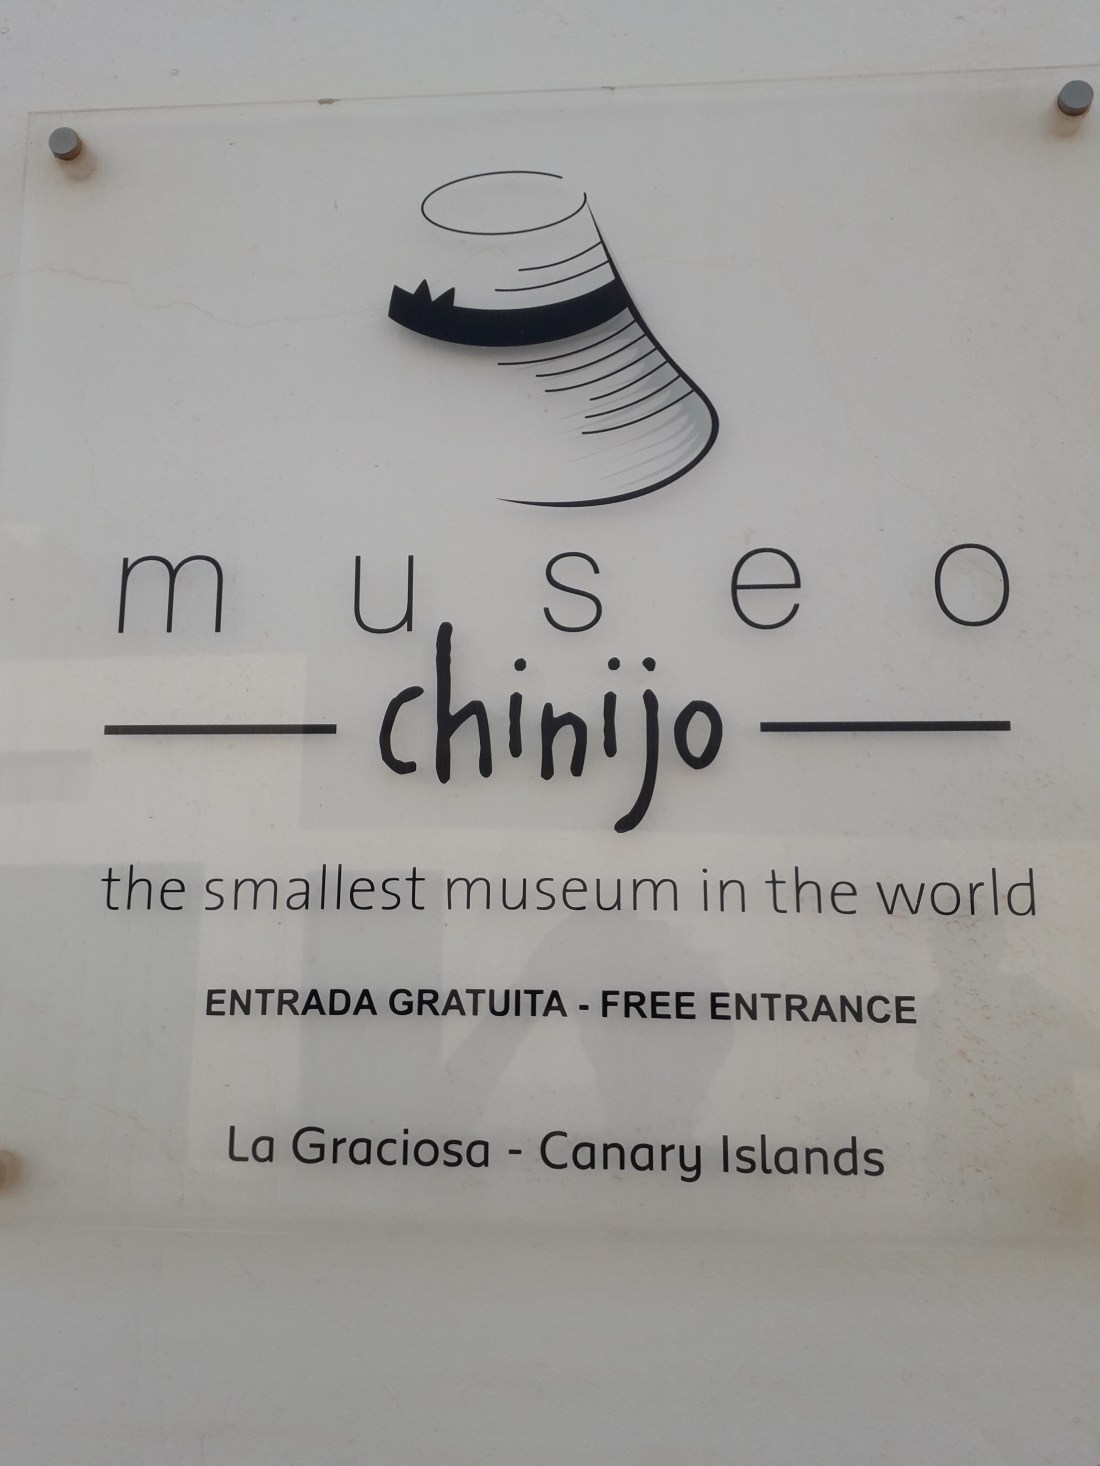 museo
chinijo
the smallest museum in the world
ENTRADA GRATUITA - FREE ENTRANCE
La Graciosa - Canary Islands